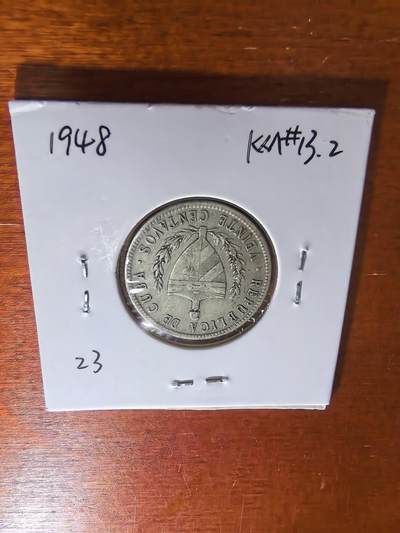 1948
KM#13.2
REPUBLICA DE CUBA
VEINTE CENTAVOS
23